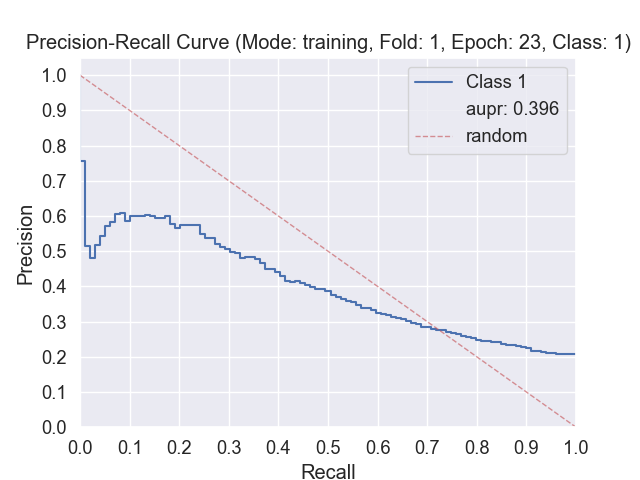 Precision-Recall Curve (Mode: training, Fold: 1, Epoch: 23, Class: 1)
Class 1
aupr: 0.396
random
Precision
1.0
0.9
0.8
0.7
0.6
0.5
0.4
0.3
0.2
0.1
0.0
0.0 0.1 0.2 0.3 0.4 0.5 0.6 0.7 0.8 0.9 1.0
Recall